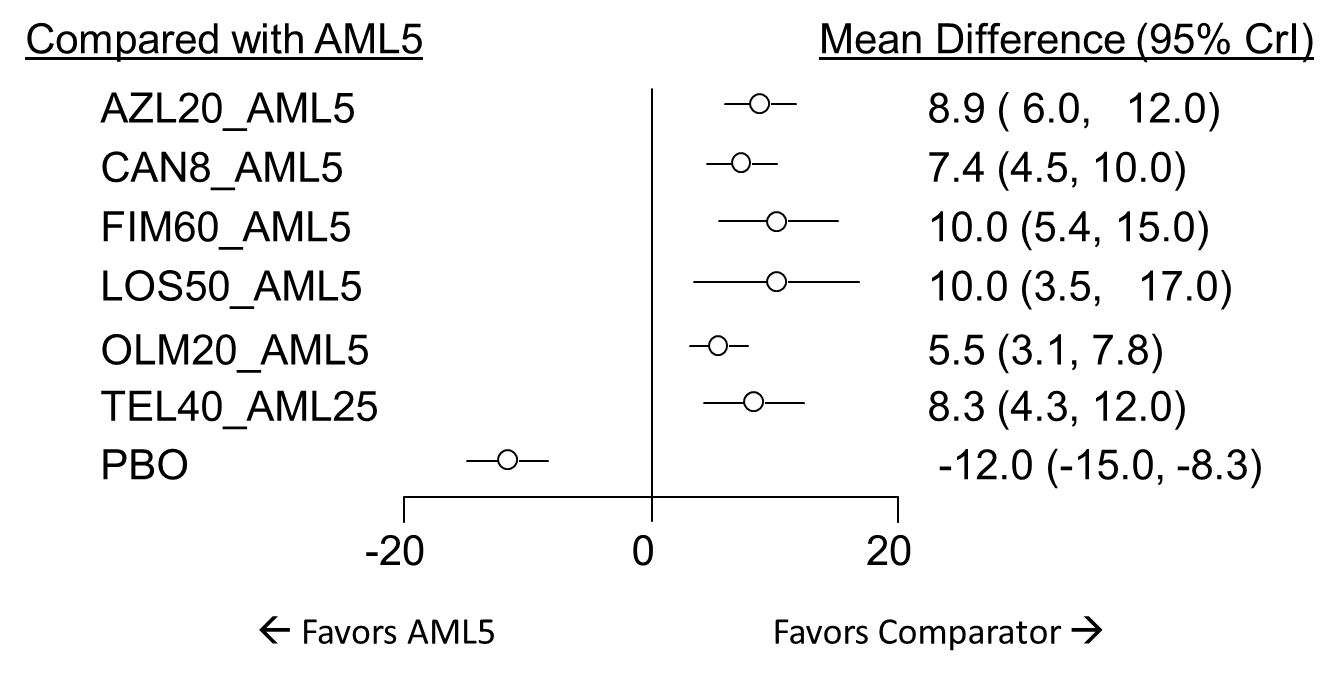 Compared with AML5 Mean Difference (95% CrI)
AZL20_AML5 8.9 ( 6.0, 12.0)
CAN8_AML5 7.4 (4.5, 10.0)
FIM60_AML5 10.0 (5.4, 15.0)
LOS50_AML5 10.0 (3.5, 17.0)
OLM20_AML5 5.5 (3.1, 7.8)
TEL40_AML25 8.3 (4.3, 12.0)
PBO -12.0 (-15.0, -8.3)
-20 0 20
← Favors AML5 Favors Comparator →